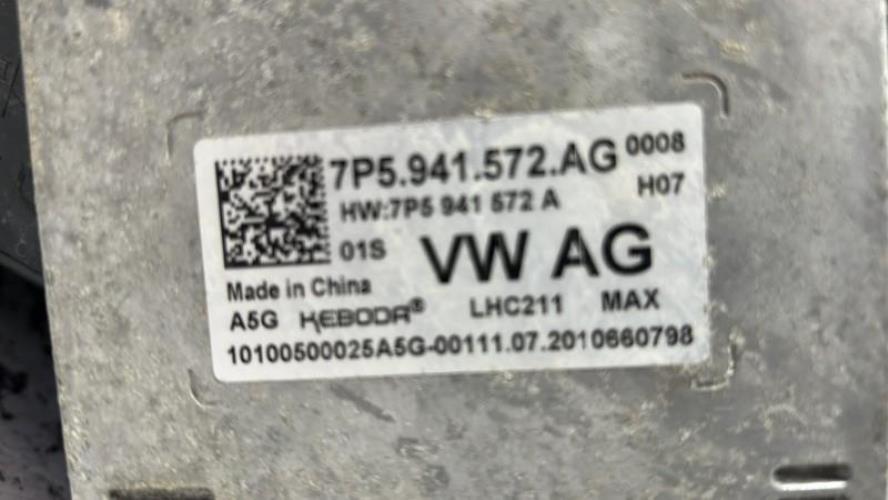 7P5.941.572.AG 0008
HW:7P5 941 572 A H07
01S VW AG
Made in China
A5G KEBODA® LHC211 MAX
10100500025A5G-00111.07.2010660798